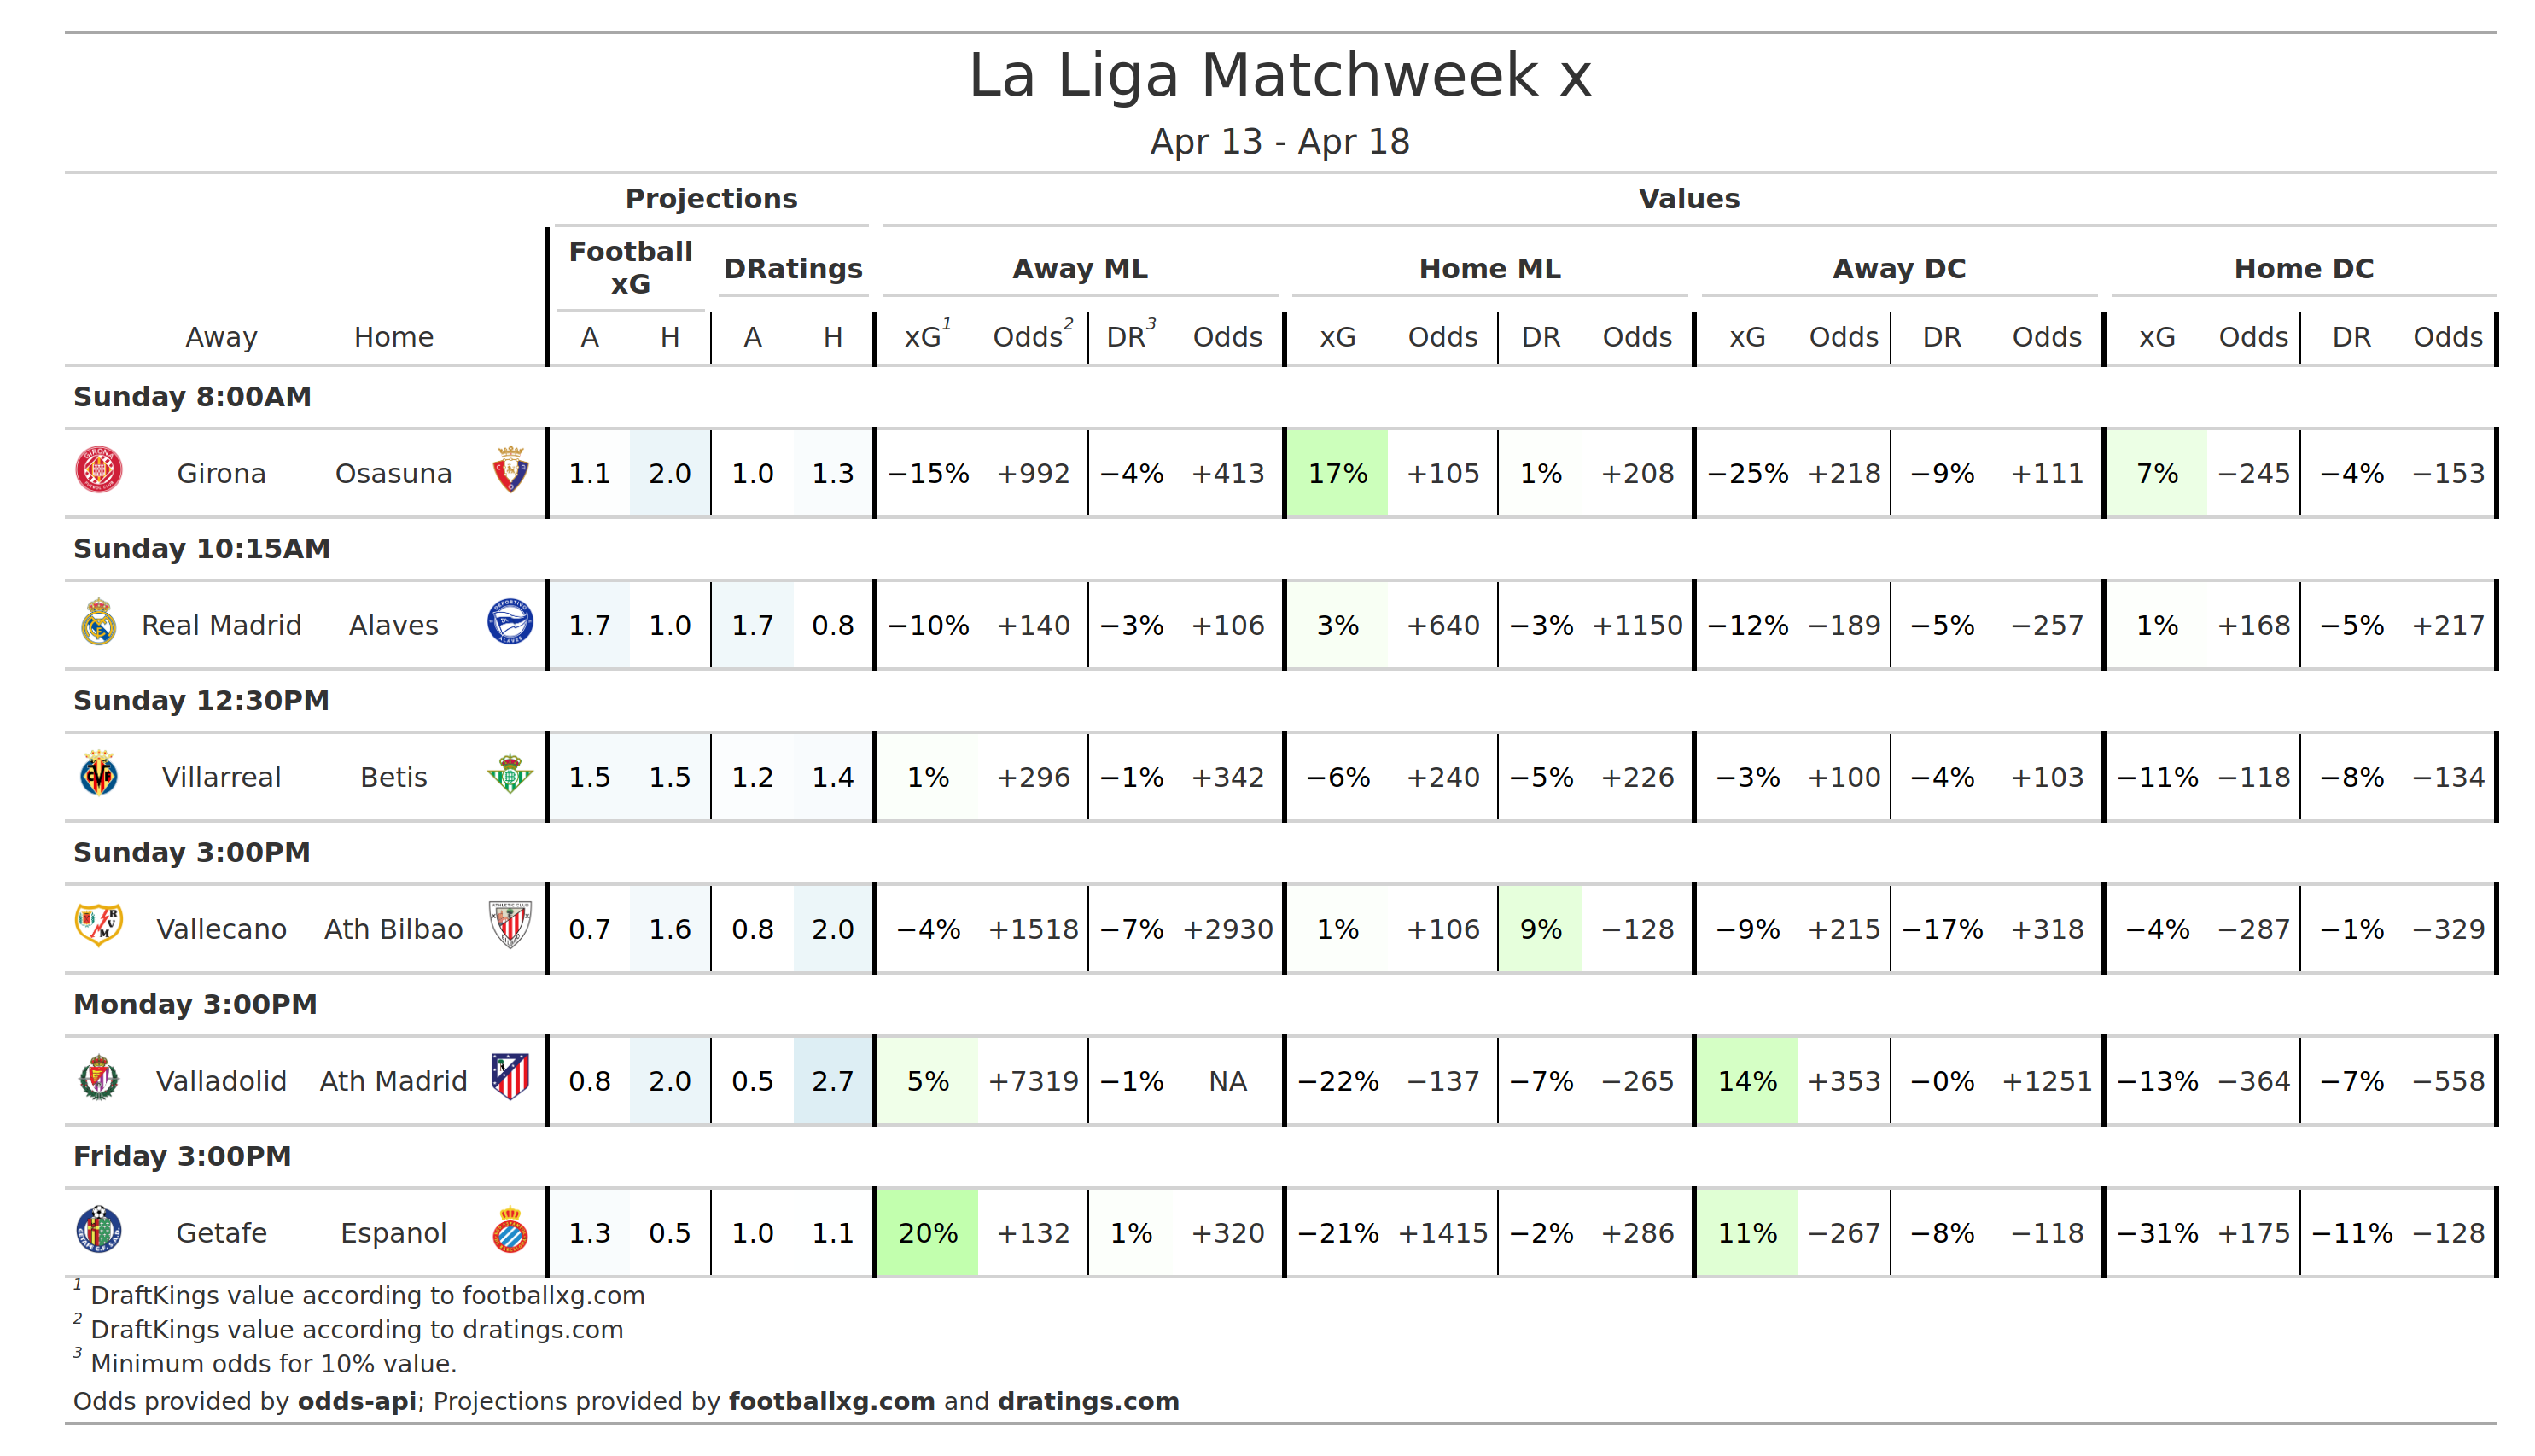 La Liga Matchweek x
Apr 13 - Apr 18
Projections Values
Football xG DRatings Away ML Home ML Away DC Home DC
Away Home A H A H xG1 Odds2 DR3 Odds xG Odds DR Odds xG Odds DR Odds xG Odds DR Odds
Sunday 8:00AM
Girona Osasuna 1.1 2.0 1.0 1.3 −15% +992 −4% +413 17% +105 1% +208 −25% +218 −9% +111 7% −245 −4% −153
Sunday 10:15AM
Real Madrid Alaves 1.7 1.0 1.7 0.8 −10% +140 −3% +106 3% +640 −3% +1150 −12% −189 −5% −257 1% +168 −5% +217
Sunday 12:30PM
Villarreal Betis 1.5 1.5 1.2 1.4 1% +296 −1% +342 −6% +240 −5% +226 −3% +100 −4% +103 −11% −118 −8% −134
Sunday 3:00PM
Vallecano Ath Bilbao 0.7 1.6 0.8 2.0 −4% +1518 −7% +2930 1% +106 9% −128 −9% +215 −17% +318 −4% −287 −1% −329
Monday 3:00PM
Valladolid Ath Madrid 0.8 2.0 0.5 2.7 5% +7319 −1% NA −22% −137 −7% −265 14% +353 −0% +1251 −13% −364 −7% −558
Friday 3:00PM
Getafe Espanol 1.3 0.5 1.0 1.1 20% +132 1% +320 −21% +1415 −2% +286 11% −267 −8% −118 −31% +175 −11% −128
1 DraftKings value according to footballxg.com
2 DraftKings value according to dratings.com
3 Minimum odds for 10% value.
Odds provided by odds-api; Projections provided by footballxg.com and dratings.com